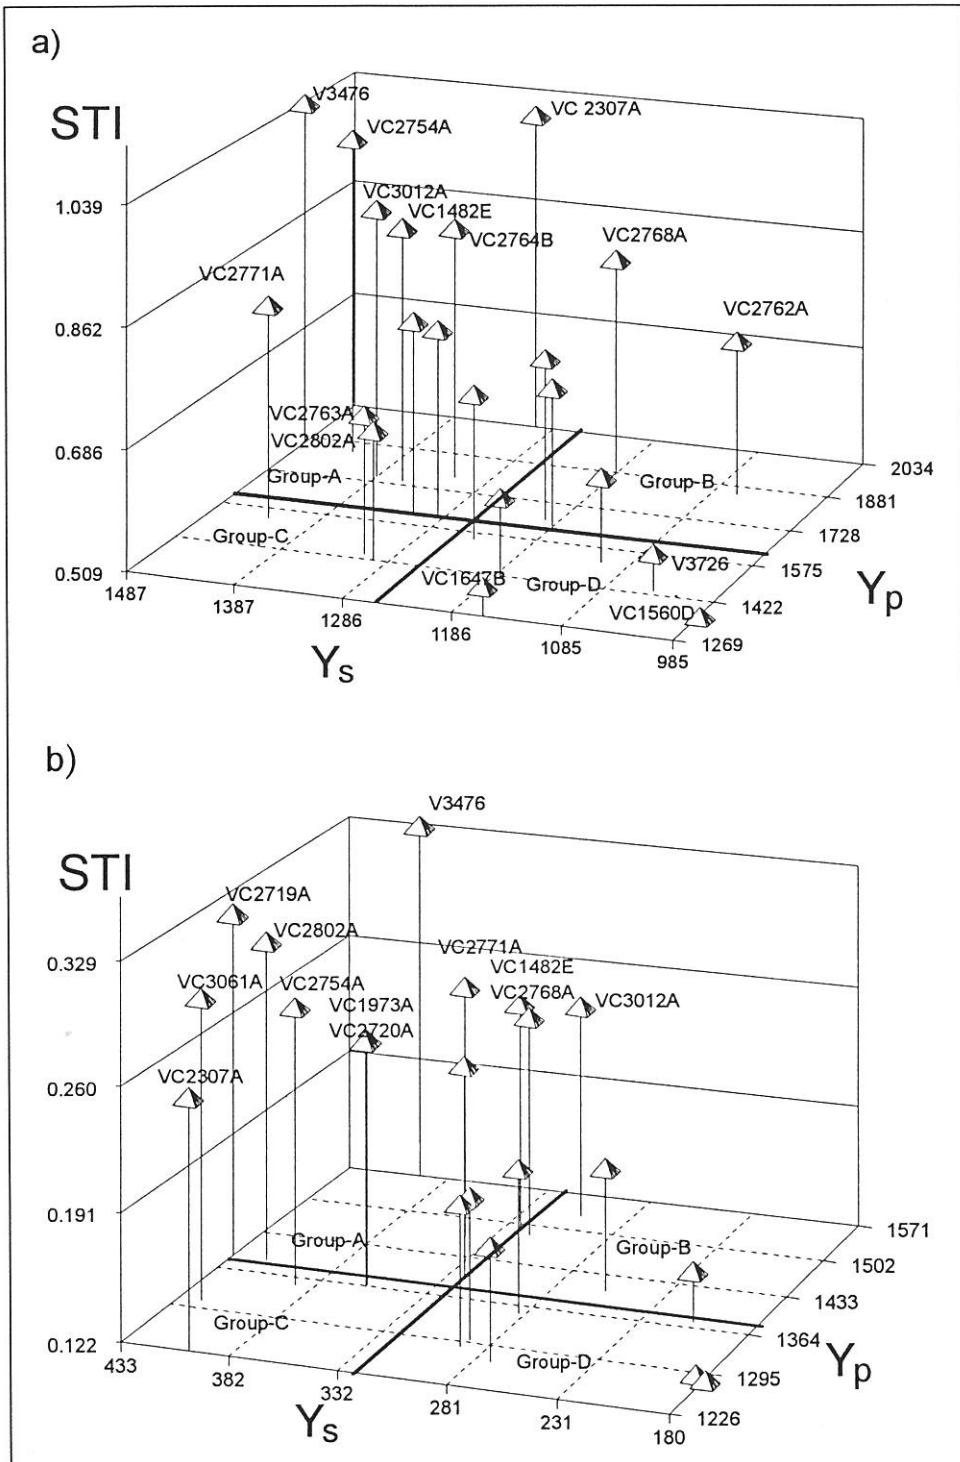 a)
STI
V3476
VC 2307A
VC2754A
VC3012A
VC1482E
VC2764B
VC2768A
VC2771A
VC2762A
1.039
0.862
0.686
0.509
VC2763A
VC2802A
Group-A
Group-B
Group-C
Group-D
VC1647B
V3726
VC1560D
2034
1881
1728
1575
1422
1269
Yp
1487
1387
1286
1186
1085
985
Ys
b)
STI
V3476
VC2719A
VC2802A
VC2771A
VC1482E
VC3061A
VC2754A
VC2768A
VC3012A
VC1973A
VC2720A
VC2307A
0.329
0.260
0.191
0.122
Group-A
Group-B
Group-C
Group-D
1571
1502
1433
1364
1295
1226
Yp
433
382
332
281
231
180
Ys